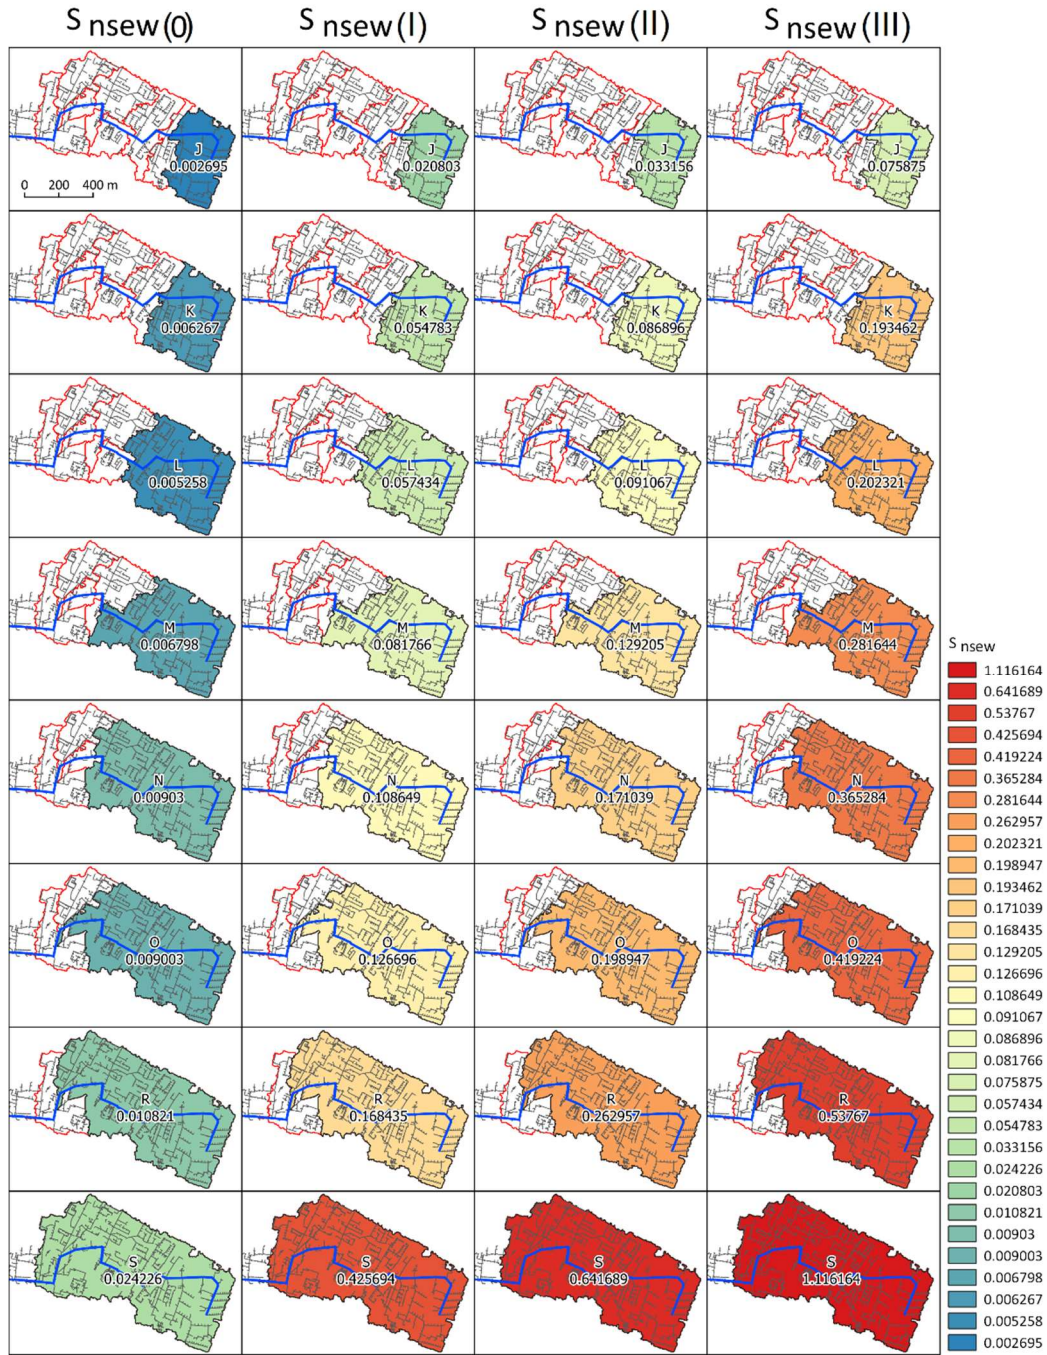 S nsew (0) S nsew (I) S nsew (II) S nsew (III)
J J J J
0.002695 0.020803 0.033156 0.075875
0 200 400 m
K K K K
0.006267 0.054783 0.086896 0.193462
L L L L
0.005258 0.057434 0.091067 0.202321
M M M M
0.006798 0.081766 0.129205 0.281644
N N N N
0.00903 0.108649 0.171039 0.365284
O O O O
0.009003 0.126696 0.198947 0.419224
R R R R
0.010821 0.168435 0.262957 0.53767
S S S S
0.024226 0.425694 0.641689 1.116164
S nsew
1.116164
0.641689
0.53767
0.425694
0.419224
0.365284
0.281644
0.262957
0.202321
0.198947
0.193462
0.171039
0.168435
0.129205
0.126696
0.108649
0.091067
0.086896
0.081766
0.075875
0.057434
0.054783
0.033156
0.024226
0.020803
0.010821
0.00903
0.009003
0.006798
0.006267
0.005258
0.002695